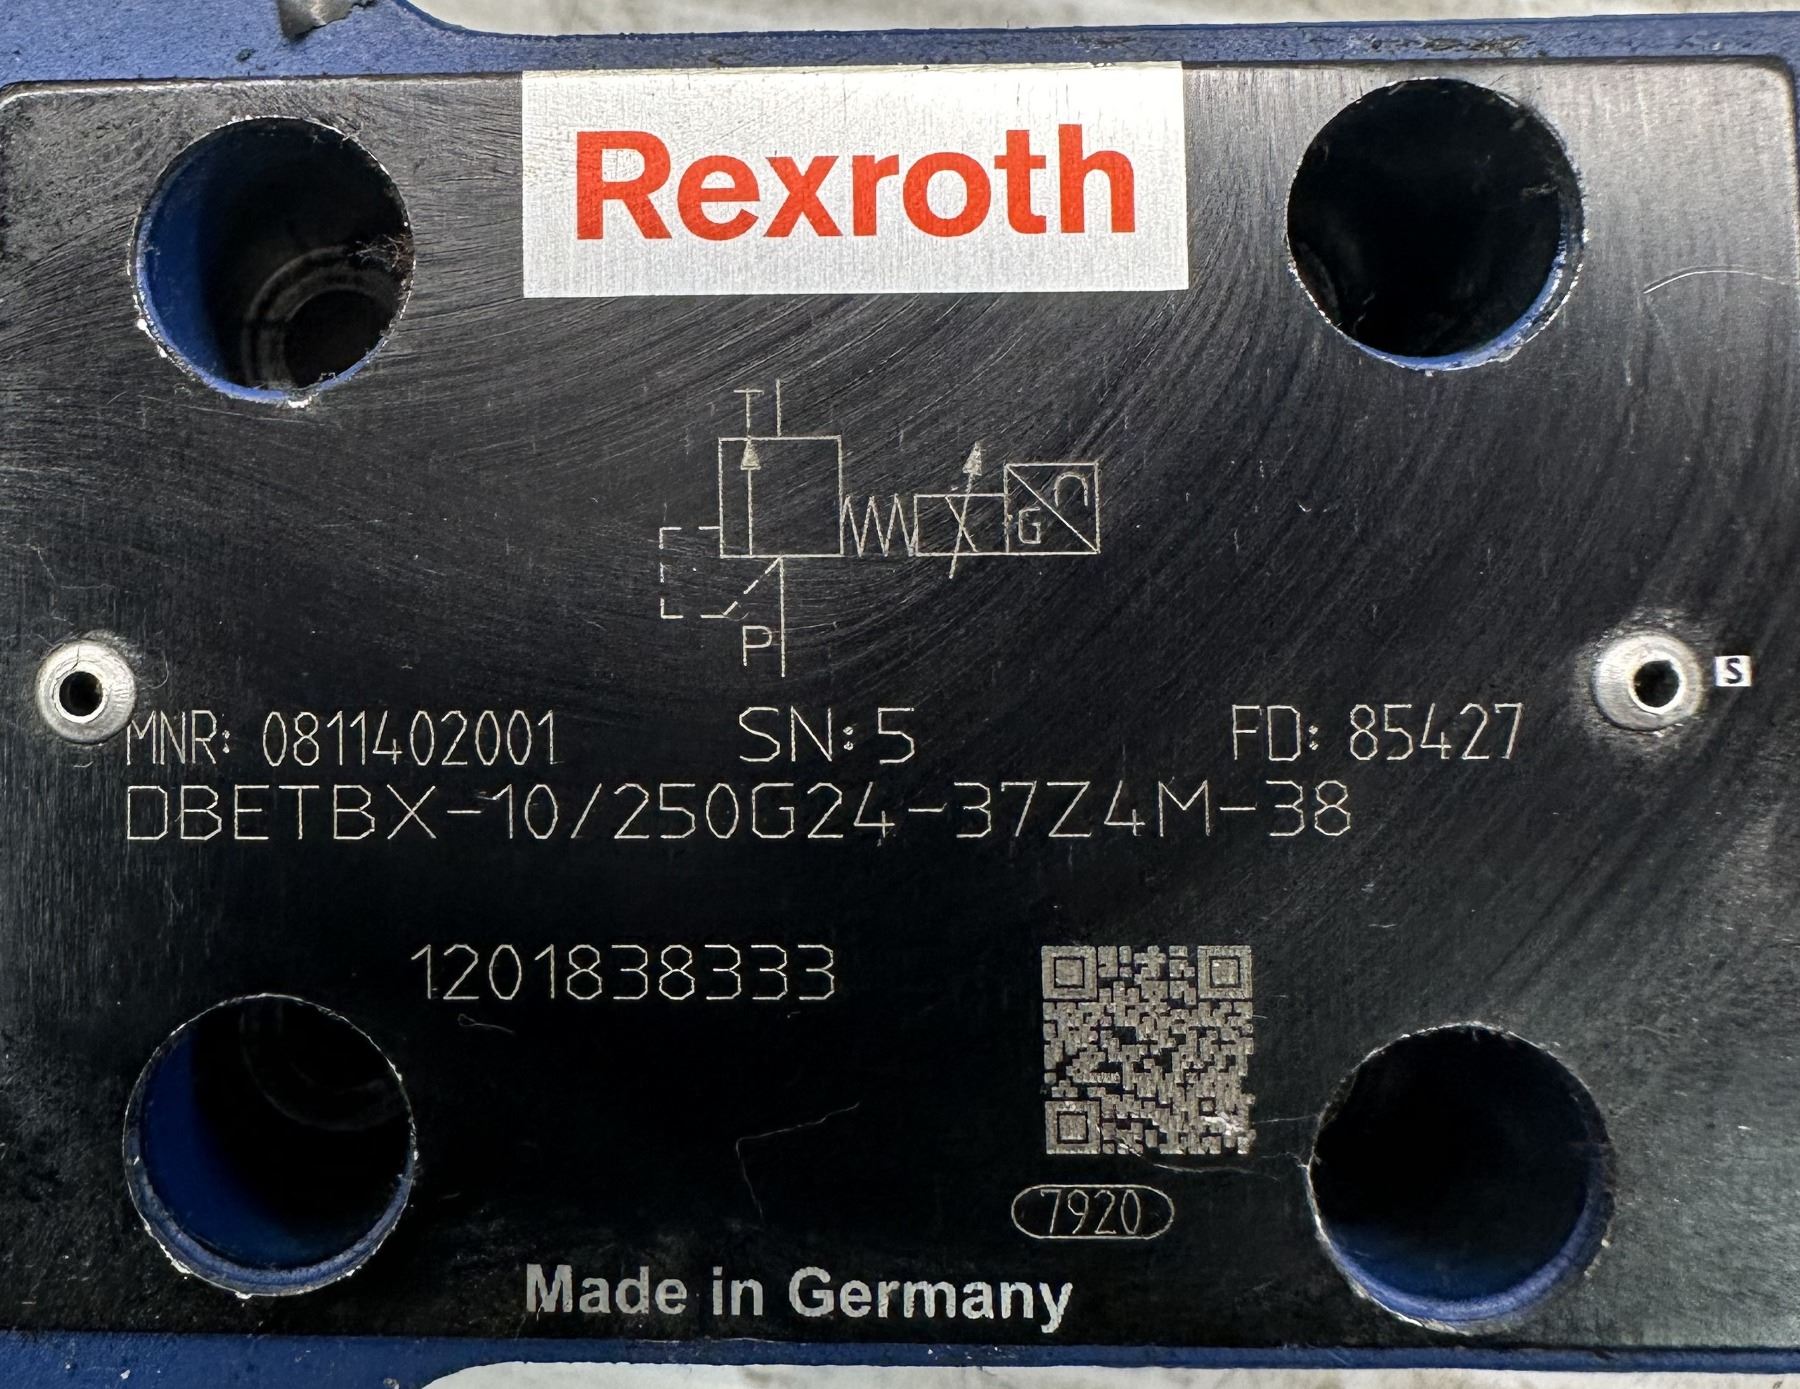 Rexroth
T
G
P
S
MNR: 0811402001 SN: 5 FD: 85427
DBETBX-10/250G24-37Z4M-38
1201838333
7920
Made in Germany